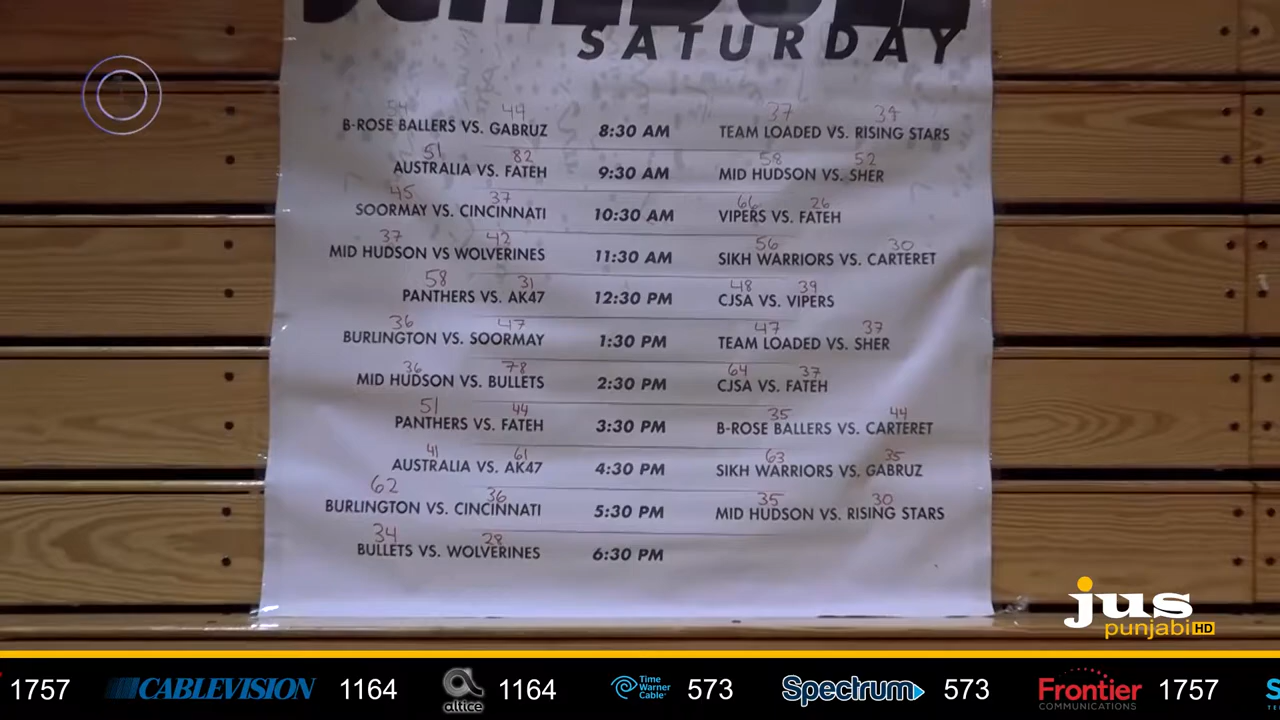 SCHEDULE
SATURDAY
54 44 37 39
B-ROSE BALLERS VS. GABRUZ 8:30 AM TEAM LOADED VS. RISING STARS
51 82 58 52
AUSTRALIA VS. FATEH 9:30 AM MID HUDSON VS. SHER
45 37 66 26
SOORMAY VS. CINCINNATI 10:30 AM VIPERS VS. FATEH
37 42 56 30
MID HUDSON VS WOLVERINES 11:30 AM SIKH WARRIORS VS. CARTERET
58 31 48 39
PANTHERS VS. AK47 12:30 PM CJSA VS. VIPERS
36 47 47 37
BURLINGTON VS. SOORMAY 1:30 PM TEAM LOADED VS. SHER
36 78 64 37
MID HUDSON VS. BULLETS 2:30 PM CJSA VS. FATEH
51 44 35 44
PANTHERS VS. FATEH 3:30 PM B-ROSE BALLERS VS. CARTERET
41 61 63 35
AUSTRALIA VS. AK47 4:30 PM SIKH WARRIORS VS. GABRUZ
62 36 35 30
BURLINGTON VS. CINCINNATI 5:30 PM MID HUDSON VS. RISING STARS
34 28
BULLETS VS. WOLVERINES 6:30 PM
jus
punjabi HD
1757 CABLEVISION 1164 altice 1164 Time Warner Cable 573 Spectrum 573 Frontier COMMUNICATIONS 1757